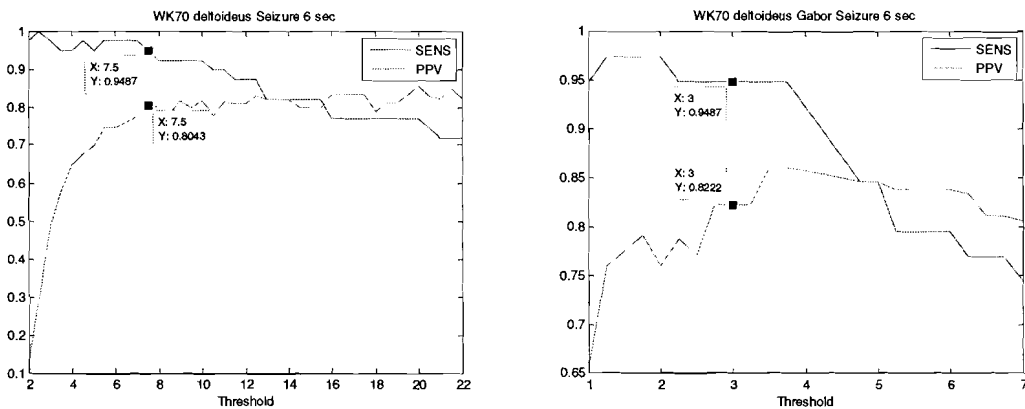 WK70 deltoideus Seizure 6 sec
1
0.9
0.8
0.7
0.6
0.5
0.4
0.3
0.2
0.1
SENS
PPV
X: 7.5
Y: 0.9487
X: 7.5
Y: 0.8043
2 4 6 8 10 12 14 16 18 20 22
Threshold
WK70 deltoideus Gabor Seizure 6 sec
1
0.95
0.9
0.85
0.8
0.75
0.7
0.65
SENS
PPV
X: 3
Y: 0.9487
X: 3
Y: 0.8222
1 2 3 4 5 6 7
Threshold